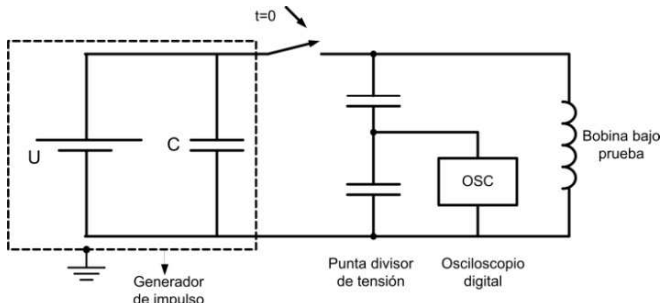 t=0
U
C
OSC
Bobina bajo
prueba
Generador
de impulso
Punta divisor
de tensión
Osciloscopio
digital